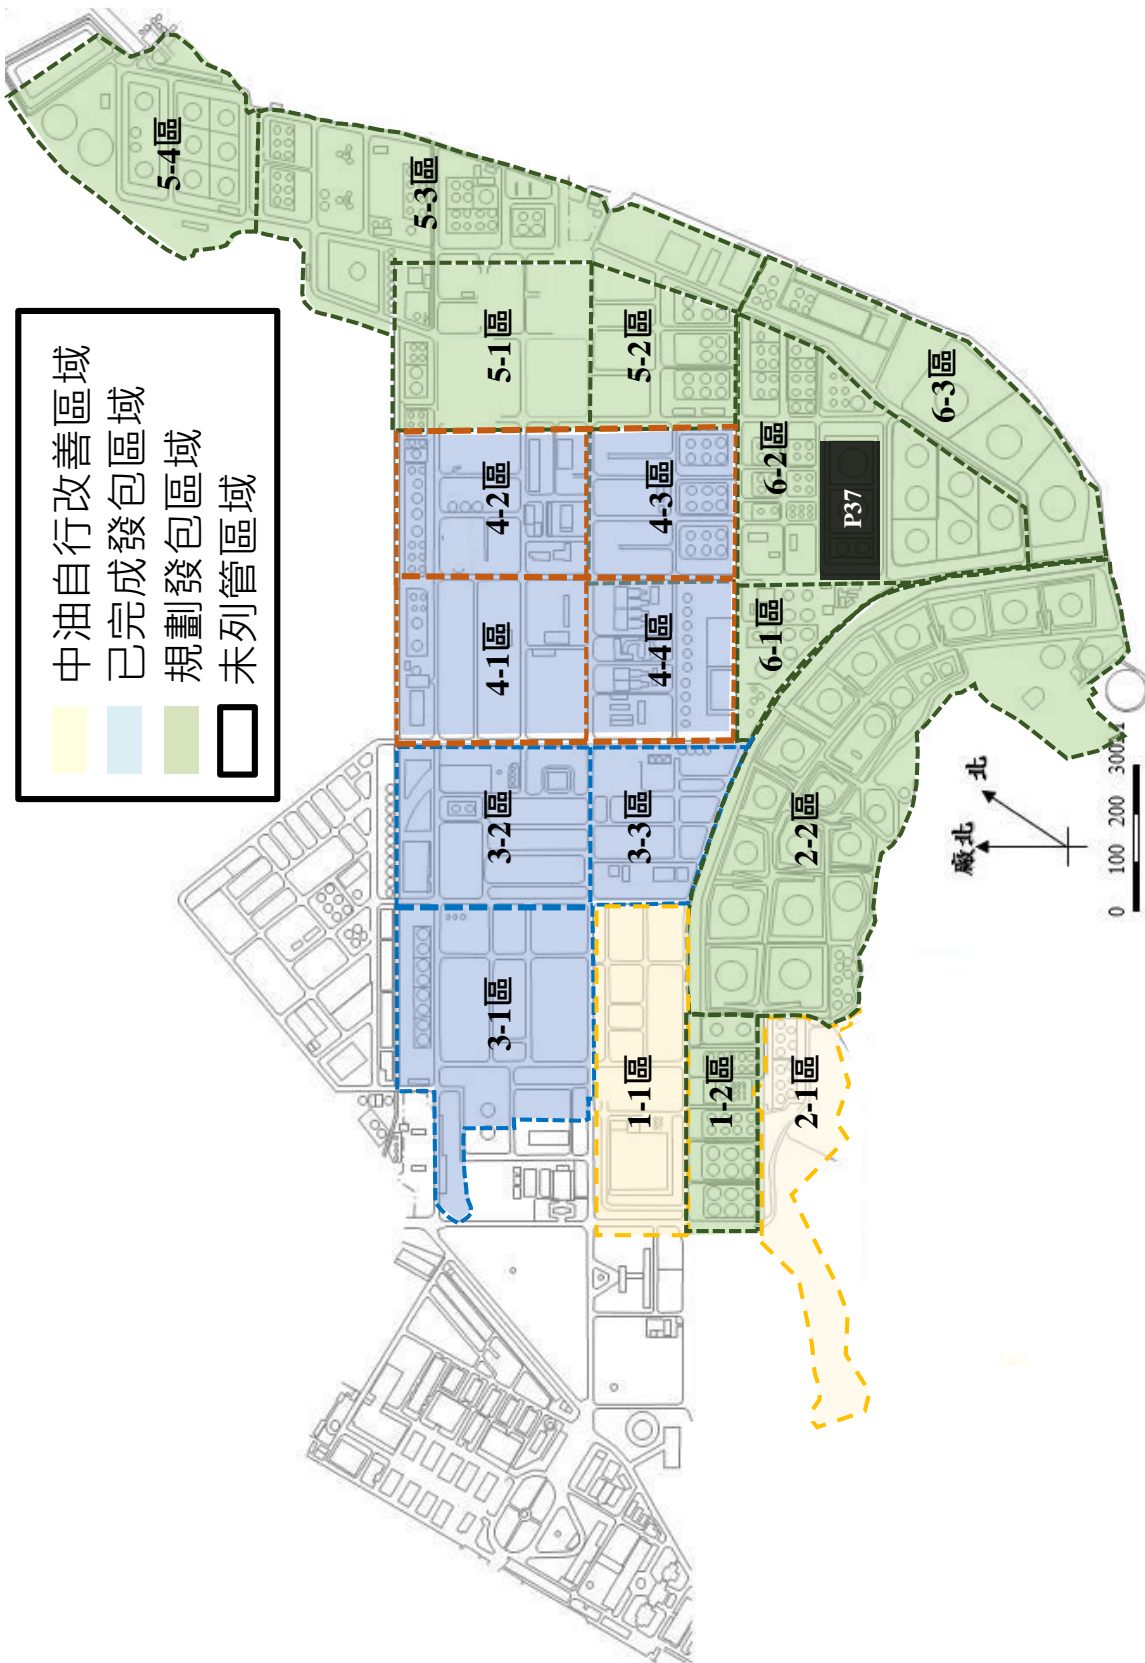 中油自行改善區域
已完成發包區域
規劃發包區域
未列管區域
5-4區
5-3區
5-1區
5-2區
6-3區
4-2區
4-3區
6-2區
P37
4-1區
4-4區
6-1區
3-2區
3-3區
2-2區
3-1區
1-1區
1-2區
2-1區
廠北
北
0 100 200 300M